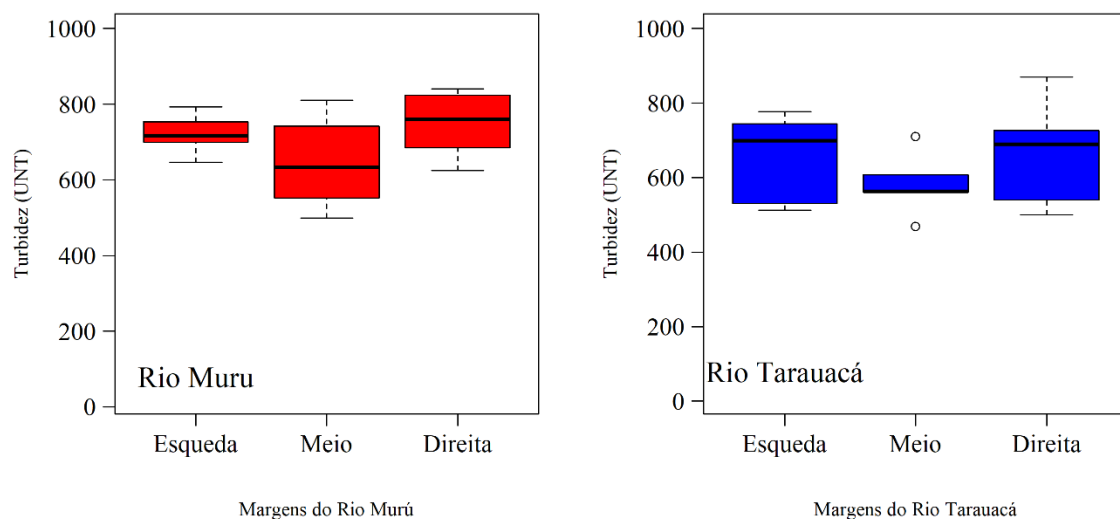 1000
800
600
400
200
0
Turbidez (UNT)
Rio Muru
Esqueda
Meio
Direita
Margens do Rio Murú
1000
800
600
400
200
0
Turbidez (UNT)
Rio Tarauacá
Esqueda
Meio
Direita
Margens do Rio Tarauacá